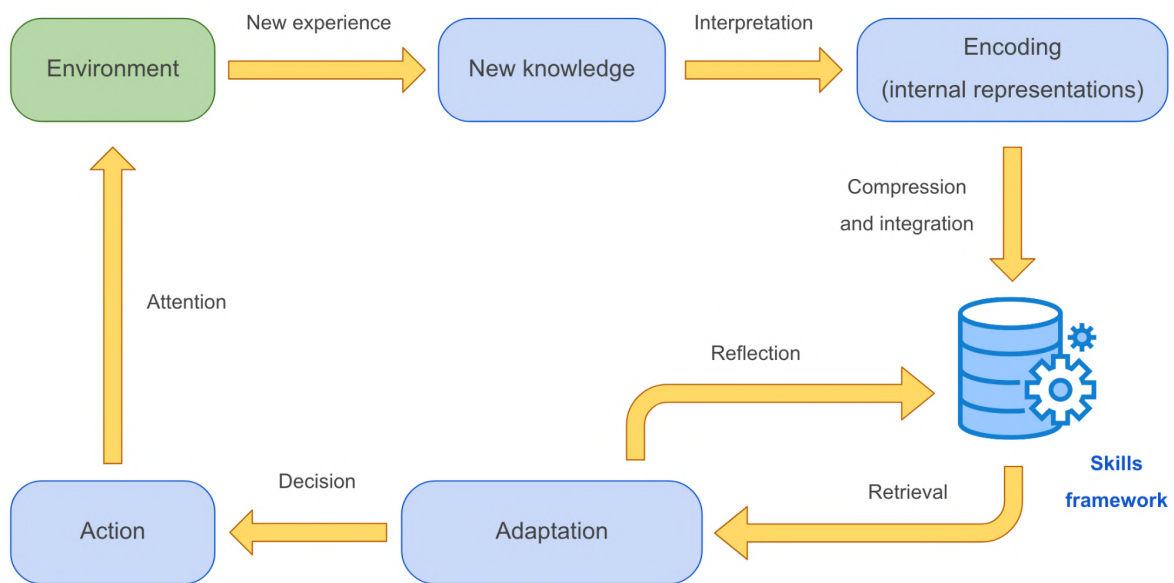 New experience
Interpretation
Environment
New knowledge
Encoding
(internal representations)
Compression
and integration
Attention
Reflection
Skills
framework
Retrieval
Decision
Action
Adaptation